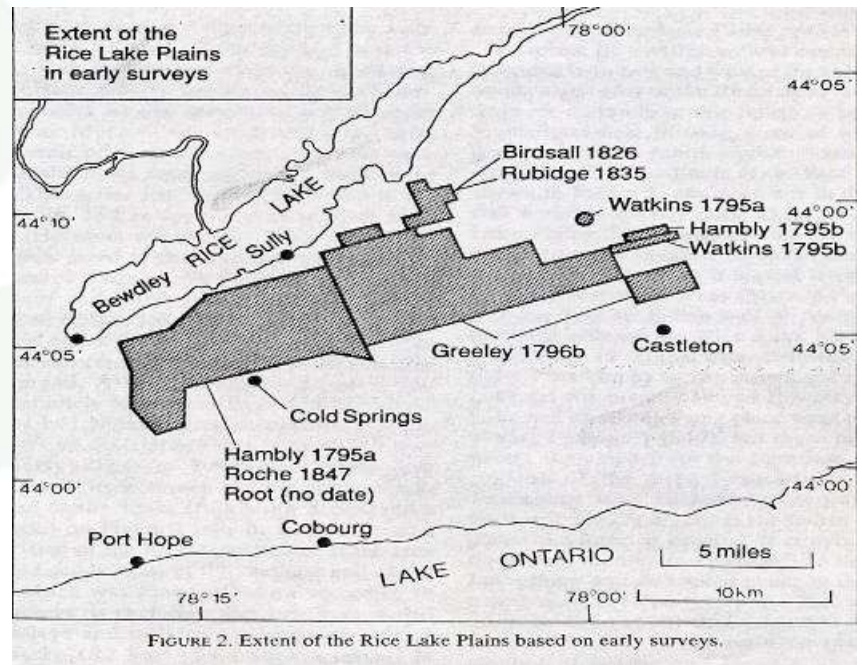 Extent of the
Rice Lake Plains
in early surveys
78°00'
44°05'
Birdsall 1826
Rubidge 1835
Watkins 1795a
44°00'
Hambly 1795b
Watkins 1795b
44°10'
RICE LAKE
Sully
Bewdley
44°05'
Greeley 1796b
Castleton
44°05'
Cold Springs
Hambly 1795a
Roche 1847
Root (no date)
44°00'
44°00'
Port Hope
Cobourg
LAKE ONTARIO
5 miles
10 km
78°15'
78°00'
FIGURE 2. Extent of the Rice Lake Plains based on early surveys.